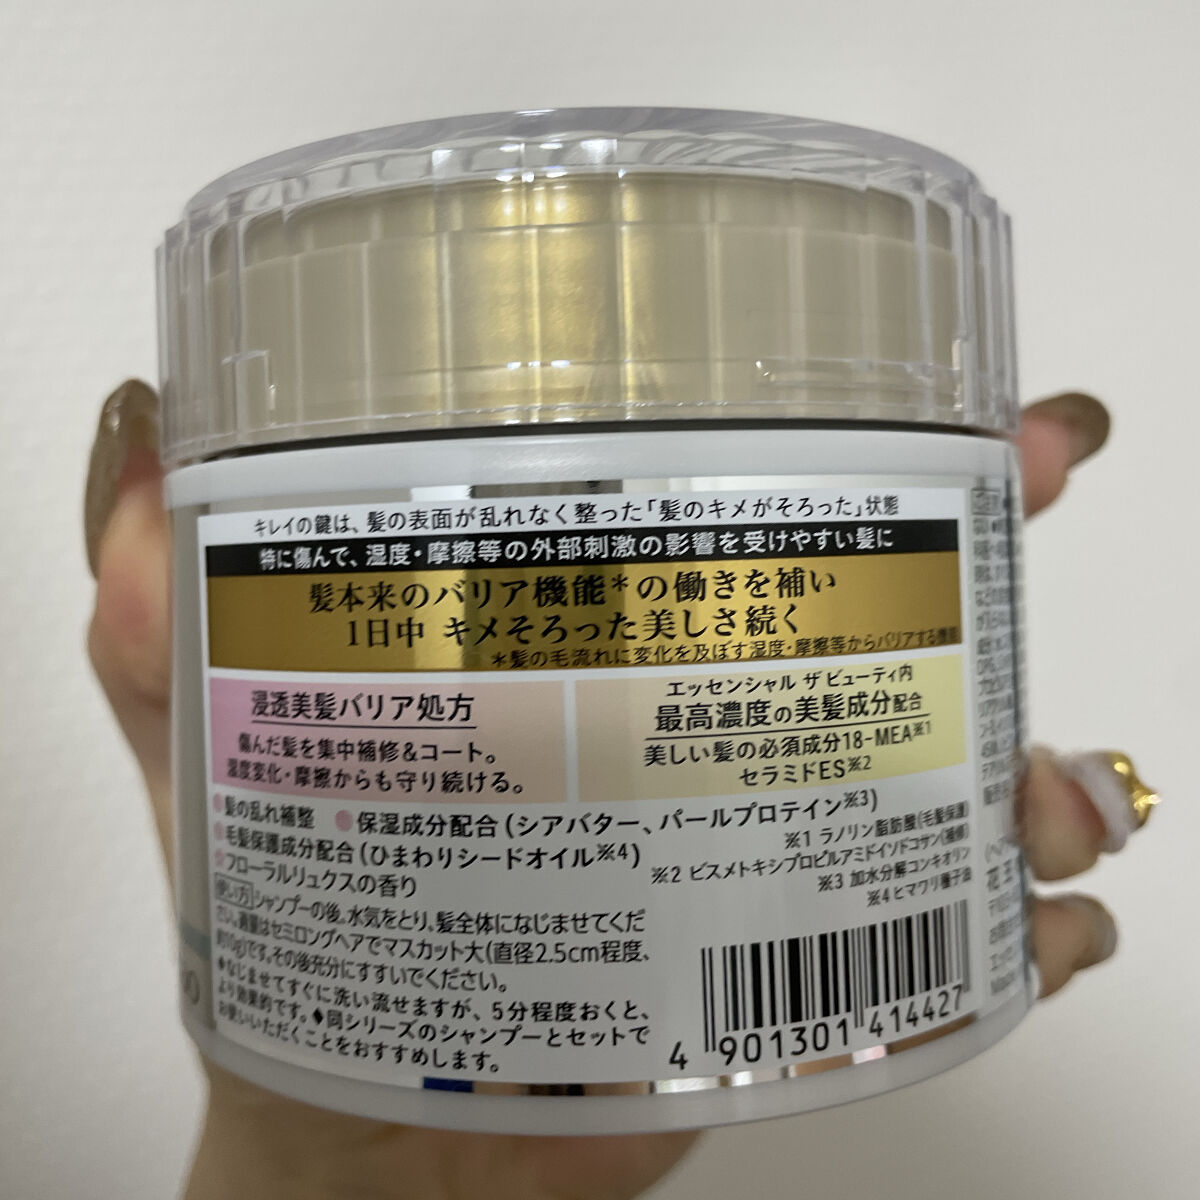 キレイの鍵は、髪の表面が乱れなく整った「髪のキメがそろった」状態
特に傷んで、湿度・摩擦等の外部刺激の影響を受けやすい髪に
髪本来のバリア機能*の働きを補い
1日中 キメそろった美しさ続く
*髪の毛流れに変化を及ぼす湿度・摩擦等からバリアする機能
浸透美髪バリア処方
傷んだ髪を集中補修&コート。
温度変化・摩擦からも守り続ける。
エッセンシャル ザ ビューティ内
最高濃度の美髪成分配合
美しい髪の必須成分18-MEA※1
セラミドES※2
髪の乱れ補整 ●保湿成分配合(シアバター、パールプロテイン※3)
●毛髪保護成分配合(ひまわりシードオイル※4)
フローラルリュクスの香り
※1 ラノリン脂肪酸(毛髪保護)
※2 ビスメトキシプロピルアミドイソドコサン(補修)
※3 加水分解コンキオリン
※4 ヒマワリ種子油
使い方 シャンプーの後。水気をとり、髪全体になじませてくだ
さい。適量はセミロングヘアでマスカット大(直径2.5cm程度、
約10g)です。その後充分にすすいでください。
◆なじませてすぐに洗い流せますが、5分程度おくと、
より効果的です。◆同シリーズのシャンプーとセットで
お使いいただくことをおすすめします。
4 901301 414427